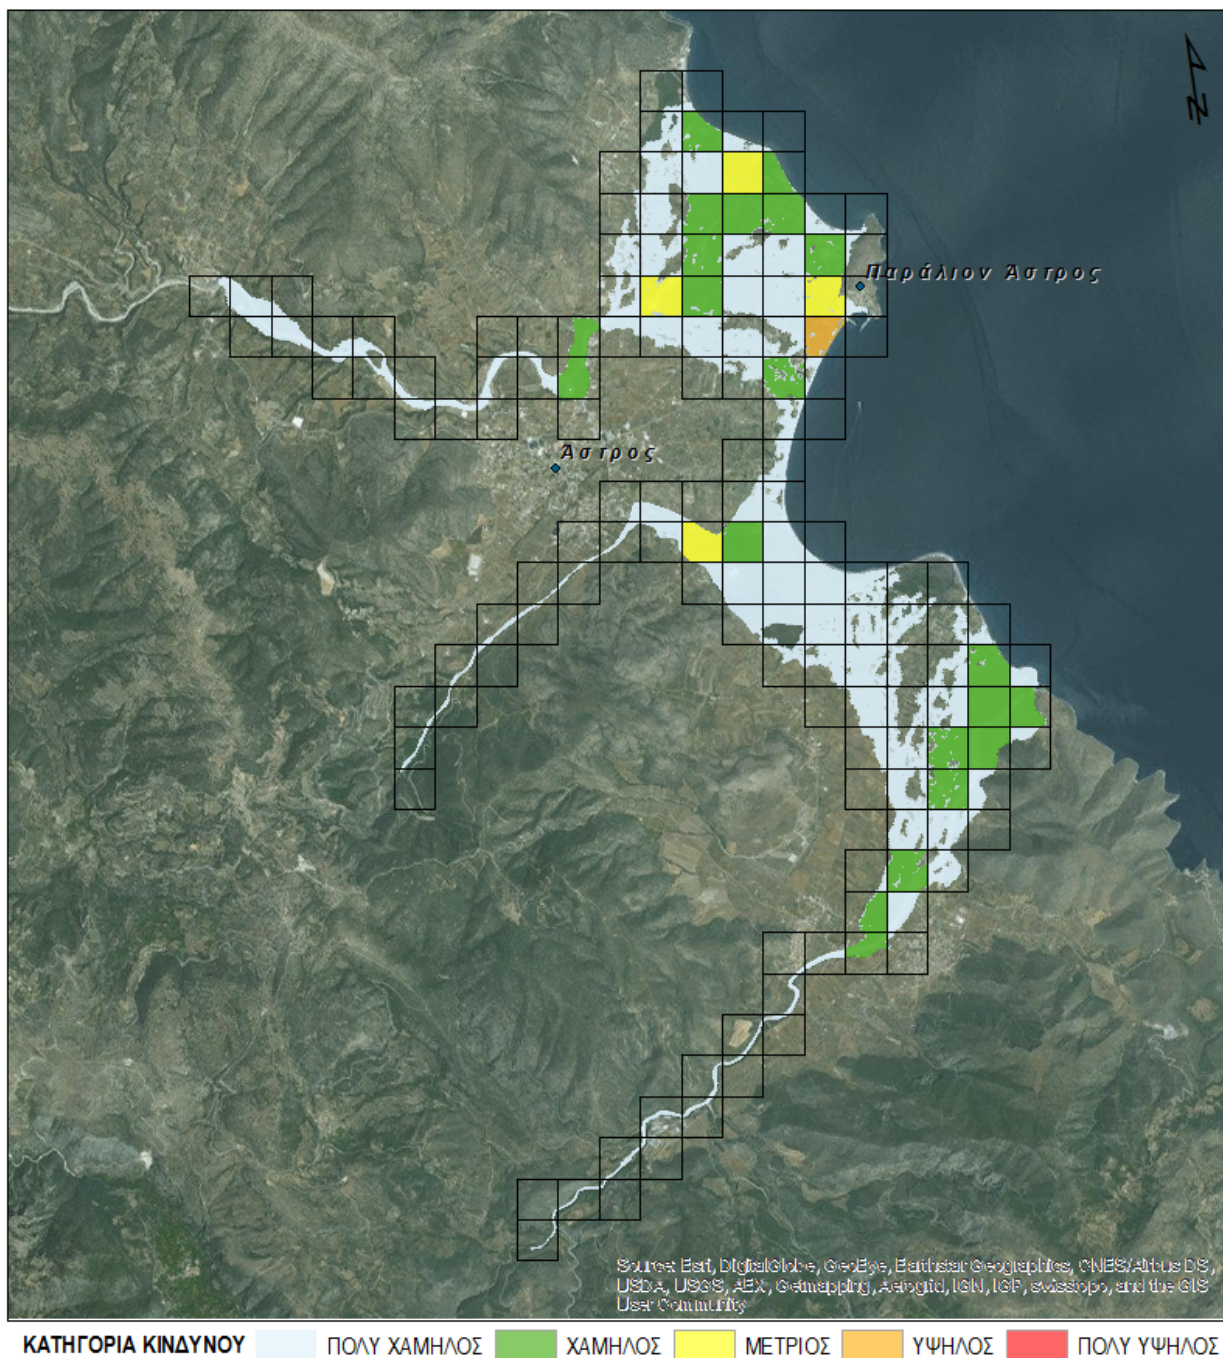 Παράλιον Άστρος
Άστρος
Source: Esri, DigitalGlobe, GeoEye, Earthstar Geographics, CNES/Airbus DS,
USDA, USGS, AEX, Getmapping, Aerogrid, IGN, IGP, swisstopo, and the GIS
User Community
ΚΑΤΗΓΟΡΙΑ ΚΙΝΔΥΝΟΥ ΠΟΛΥ ΧΑΜΗΛΟΣ ΧΑΜΗΛΟΣ ΜΕΤΡΙΟΣ ΥΨΗΛΟΣ ΠΟΛΥ ΥΨΗΛΟΣ